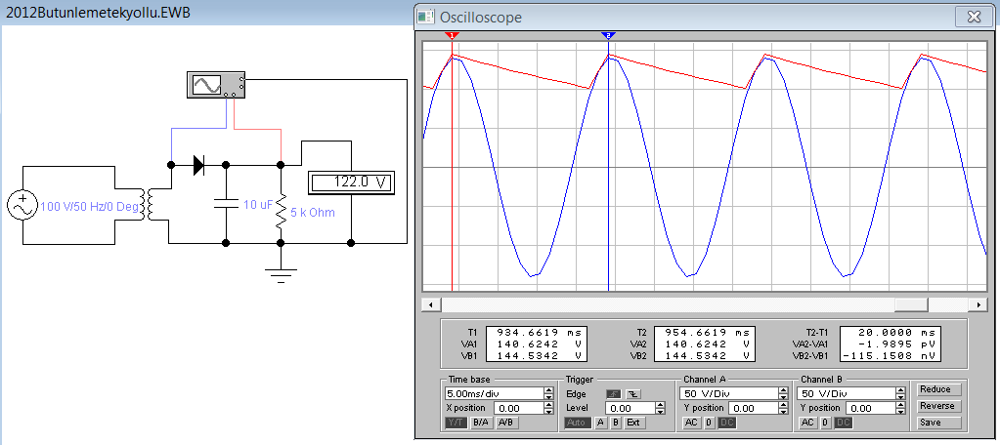 2012Butunlemetekyollu.EWB
Oscilloscope
1
2
122.0 V
100 V/50 Hz/0 Deg
10 uF
5 k Ohm
T1 934.6619 ms
VA1 140.6242 V
VB1 144.5342 V
T2 954.6619 ms
VA2 140.6242 V
VB2 144.5342 V
T2-T1 20.0000 ms
VA2-VA1 -1.9895 pV
VB2-VB1 -115.1508 nV
Time base
5.00ms/div
X position 0.00
Y/T B/A A/B
Trigger
Edge
Level 0.00
Auto A B Ext
Channel A
50 V/Div
Y position 0.00
AC 0 DC
Channel B
50 V/Div
Y position 0.00
AC 0 DC
Reduce
Reverse
Save